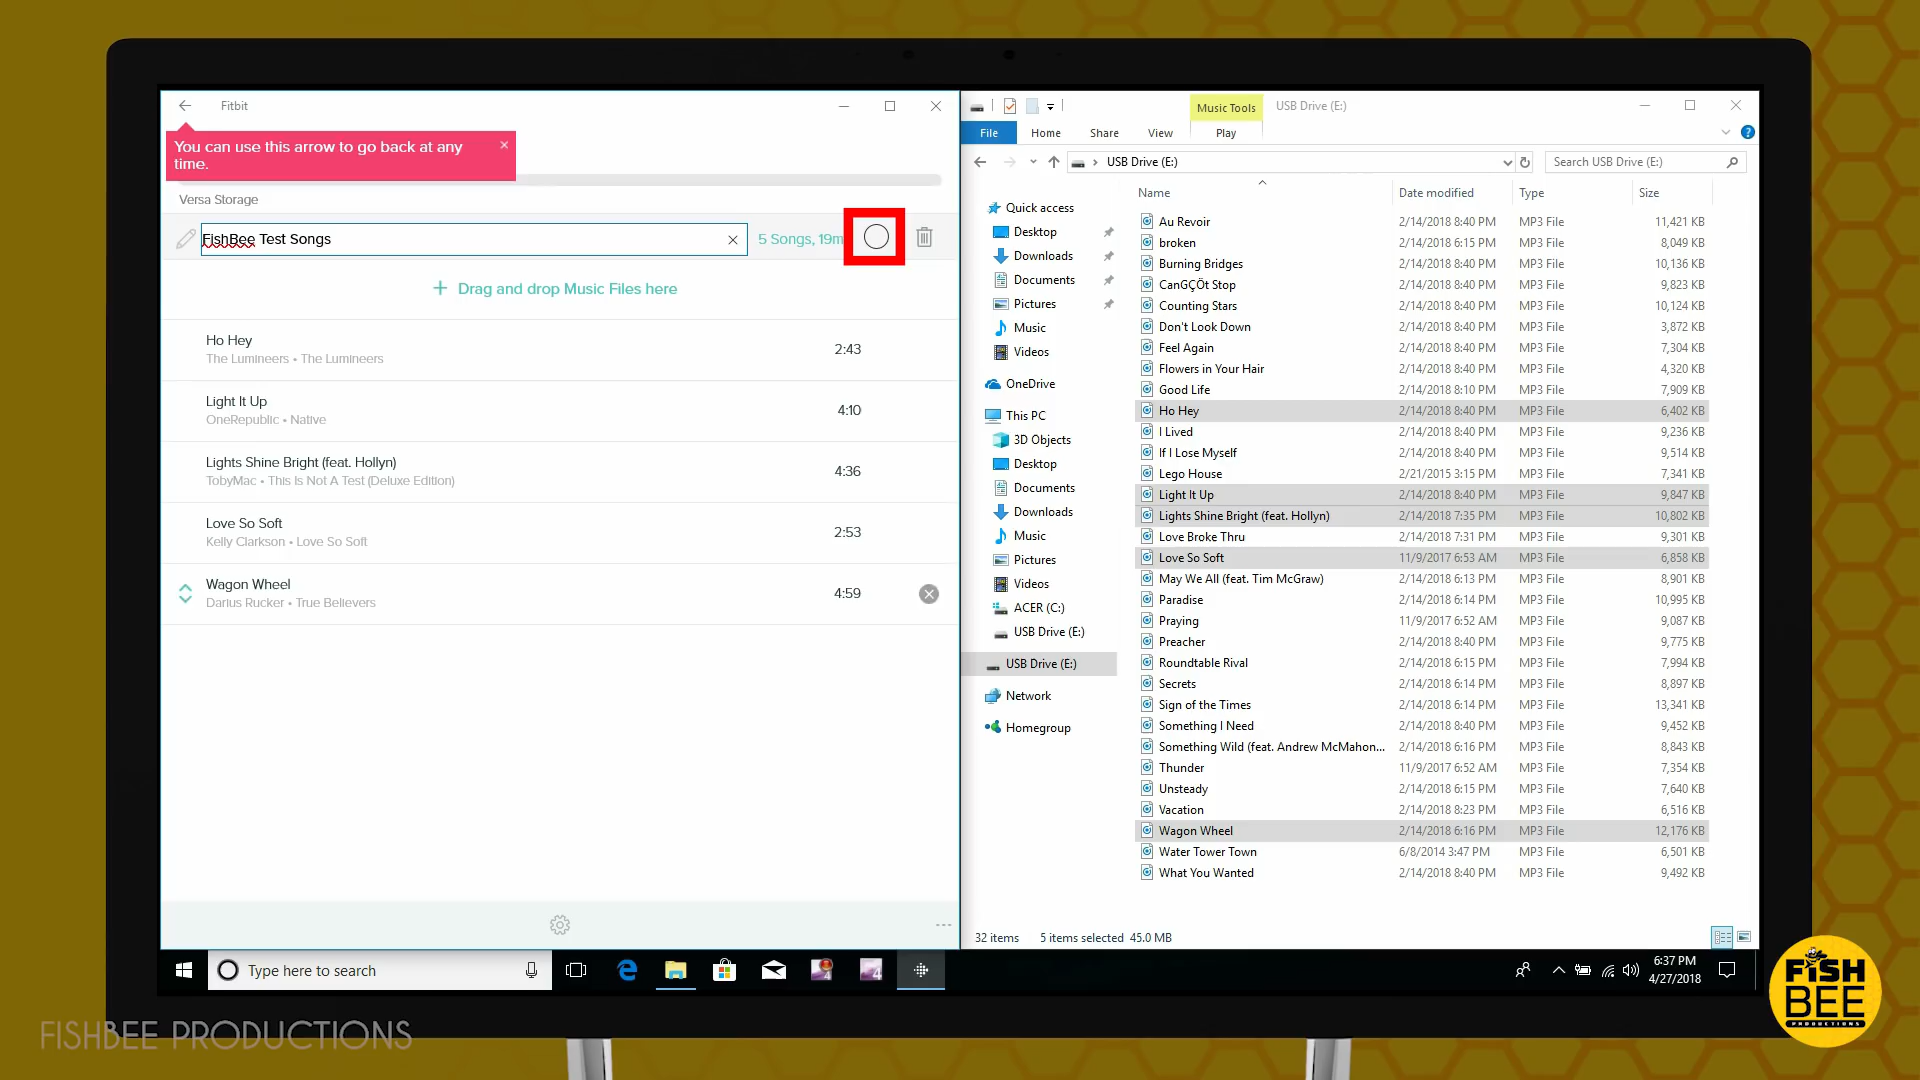 Fitbit
You can use this arrow to go back at any
time.
Versa Storage
FishBee Test Songs
5 Songs, 19m
Drag and drop Music Files here
Ho Hey
The Lumineers • The Lumineers
2:43
Light It Up
OneRepublic • Native
4:10
Lights Shine Bright (feat. Hollyn)
TobyMac • This Is Not A Test (Deluxe Edition)
4:36
Love So Soft
Kelly Clarkson • Love So Soft
2:53
Wagon Wheel
Darius Rucker • True Believers
4:59
Music Tools
USB Drive (E:)
File Home Share View Play
USB Drive (E:)
Search USB Drive (E:)
Quick access
Desktop
Downloads
Documents
Pictures
Music
Videos
OneDrive
This PC
3D Objects
Desktop
Documents
Downloads
Music
Pictures
Videos
ACER (C:)
USB Drive (E:)
USB Drive (E:)
Network
Homegroup
Name Date modified Type Size
Au Revoir 2/14/2018 8:40 PM MP3 File 11,421 KB
broken 2/14/2018 6:15 PM MP3 File 8,049 KB
Burning Bridges 2/14/2018 8:40 PM MP3 File 10,136 KB
CanGÇÖt Stop 2/14/2018 8:40 PM MP3 File 9,823 KB
Counting Stars 2/14/2018 8:40 PM MP3 File 10,124 KB
Don't Look Down 2/14/2018 8:40 PM MP3 File 3,872 KB
Feel Again 2/14/2018 8:40 PM MP3 File 7,304 KB
Flowers in Your Hair 2/14/2018 8:40 PM MP3 File 4,320 KB
Good Life 2/14/2018 8:10 PM MP3 File 7,909 KB
Ho Hey 2/14/2018 8:40 PM MP3 File 6,402 KB
I Lived 2/14/2018 8:40 PM MP3 File 9,236 KB
If I Lose Myself 2/14/2018 8:40 PM MP3 File 9,514 KB
Lego House 2/21/2015 3:15 PM MP3 File 7,341 KB
Light It Up 2/14/2018 8:40 PM MP3 File 9,847 KB
Lights Shine Bright (feat. Hollyn) 2/14/2018 7:35 PM MP3 File 10,802 KB
Love Broke Thru 2/14/2018 7:31 PM MP3 File 9,301 KB
Love So Soft 11/9/2017 6:53 AM MP3 File 6,858 KB
May We All (feat. Tim McGraw) 2/14/2018 6:13 PM MP3 File 8,901 KB
Paradise 2/14/2018 6:14 PM MP3 File 10,995 KB
Praying 11/9/2017 6:52 AM MP3 File 9,087 KB
Preacher 2/14/2018 8:40 PM MP3 File 9,775 KB
Roundtable Rival 2/14/2018 6:15 PM MP3 File 7,994 KB
Secrets 2/14/2018 6:14 PM MP3 File 8,897 KB
Sign of the Times 2/14/2018 6:14 PM MP3 File 13,341 KB
Something I Need 2/14/2018 8:40 PM MP3 File 9,452 KB
Something Wild (feat. Andrew McMahon... 2/14/2018 6:16 PM MP3 File 8,843 KB
Thunder 11/9/2017 6:52 AM MP3 File 7,354 KB
Unsteady 2/14/2018 6:15 PM MP3 File 7,640 KB
Vacation 2/14/2018 8:23 PM MP3 File 6,516 KB
Wagon Wheel 2/14/2018 6:16 PM MP3 File 12,176 KB
Water Tower Town 6/8/2014 3:47 PM MP3 File 6,501 KB
What You Wanted 2/14/2018 8:40 PM MP3 File 9,492 KB
32 items 5 items selected 45.0 MB
Type here to search
6:37 PM
4/27/2018
FISHBEE PRODUCTIONS
FISH
BEE
PRODUCTIONS